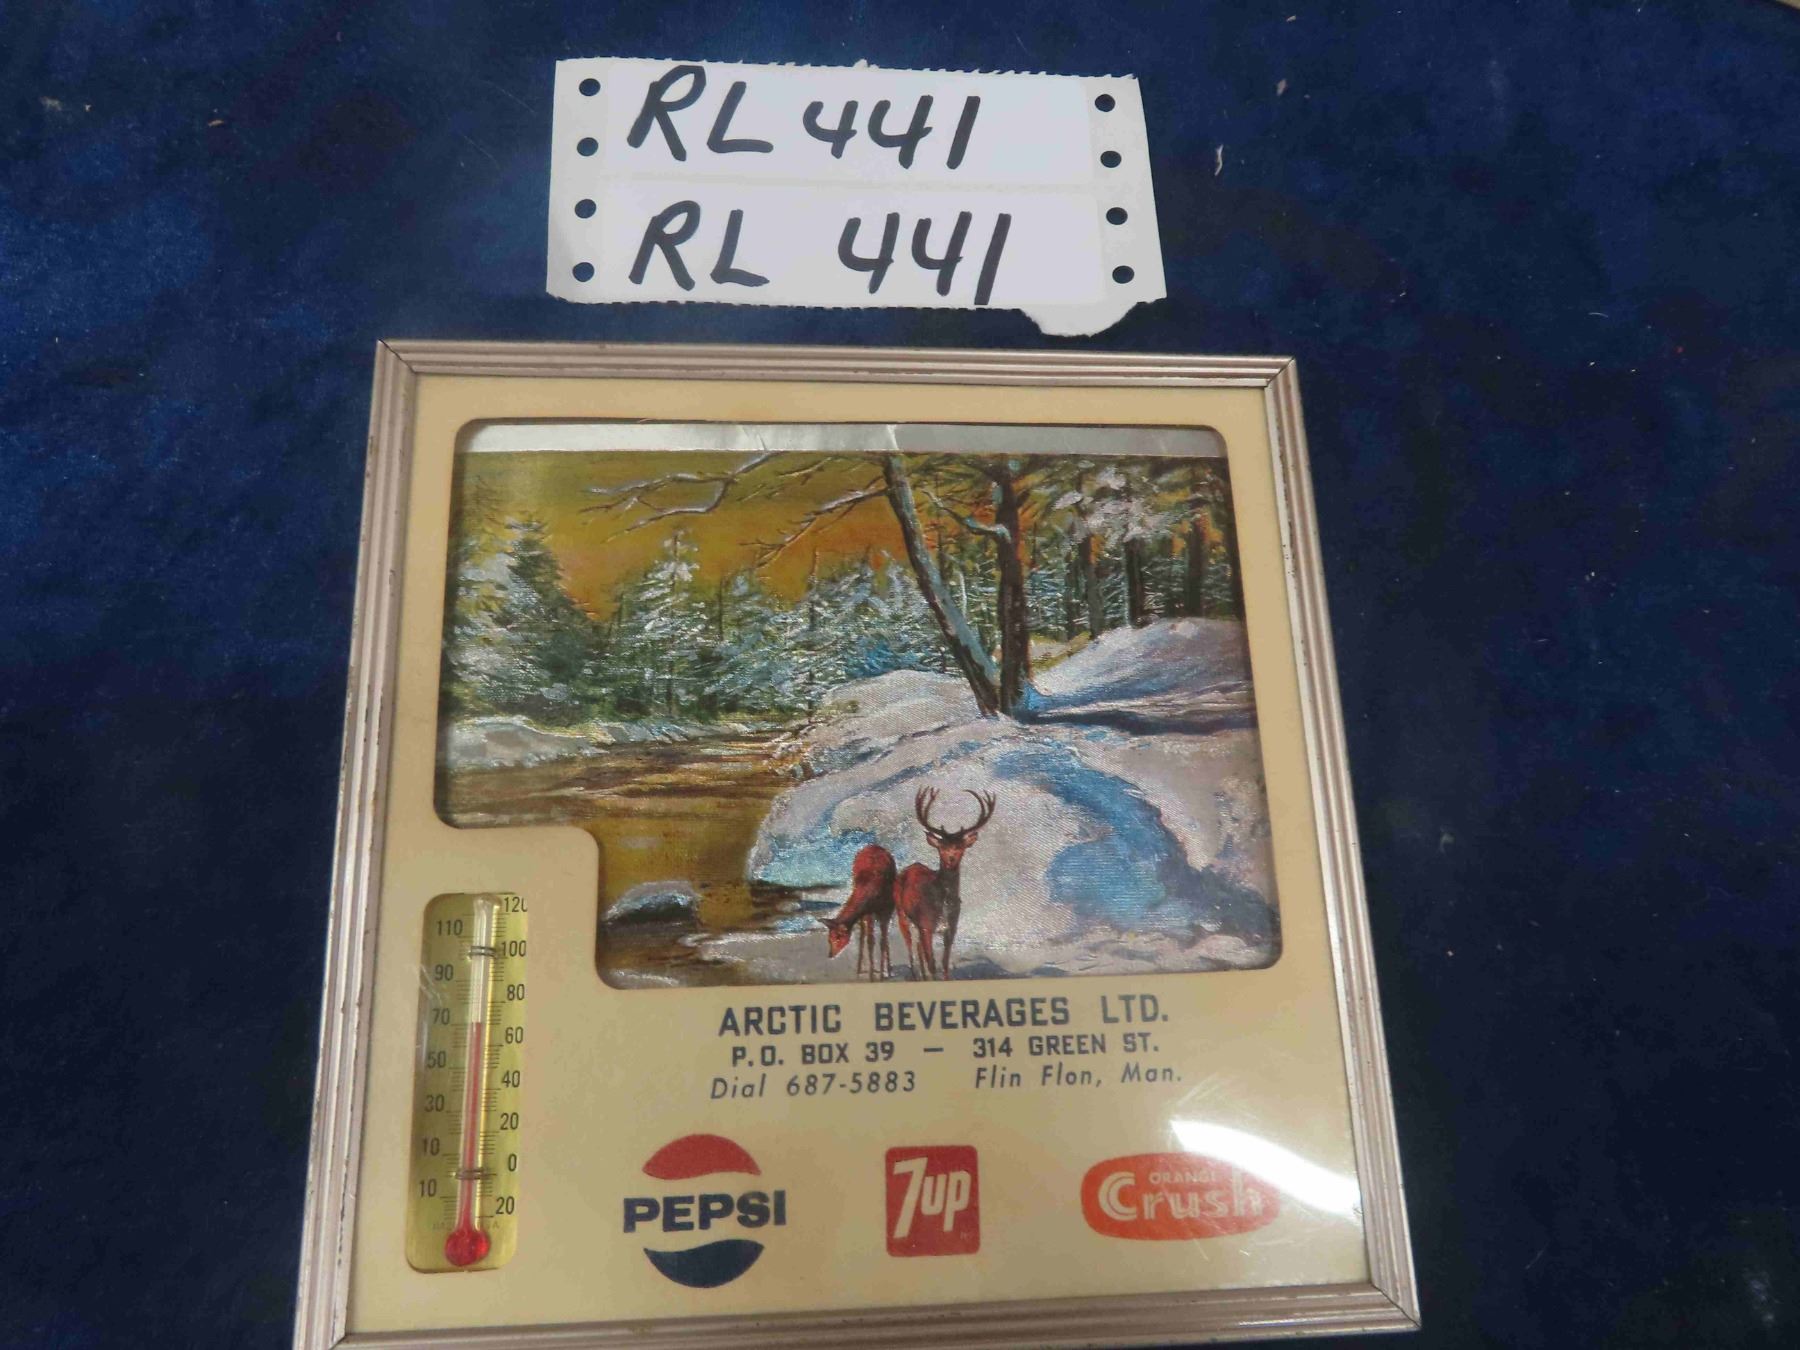 RL 441
RL 441
120
110
100
90
80
70
60
50
40
30
20
10
0
10
20
ARCTIC BEVERAGES LTD.
P.O. BOX 39 — 314 GREEN ST.
Dial 687-5883 Flin Flon, Man.
PEPSI
7up
ORANGE
Crush